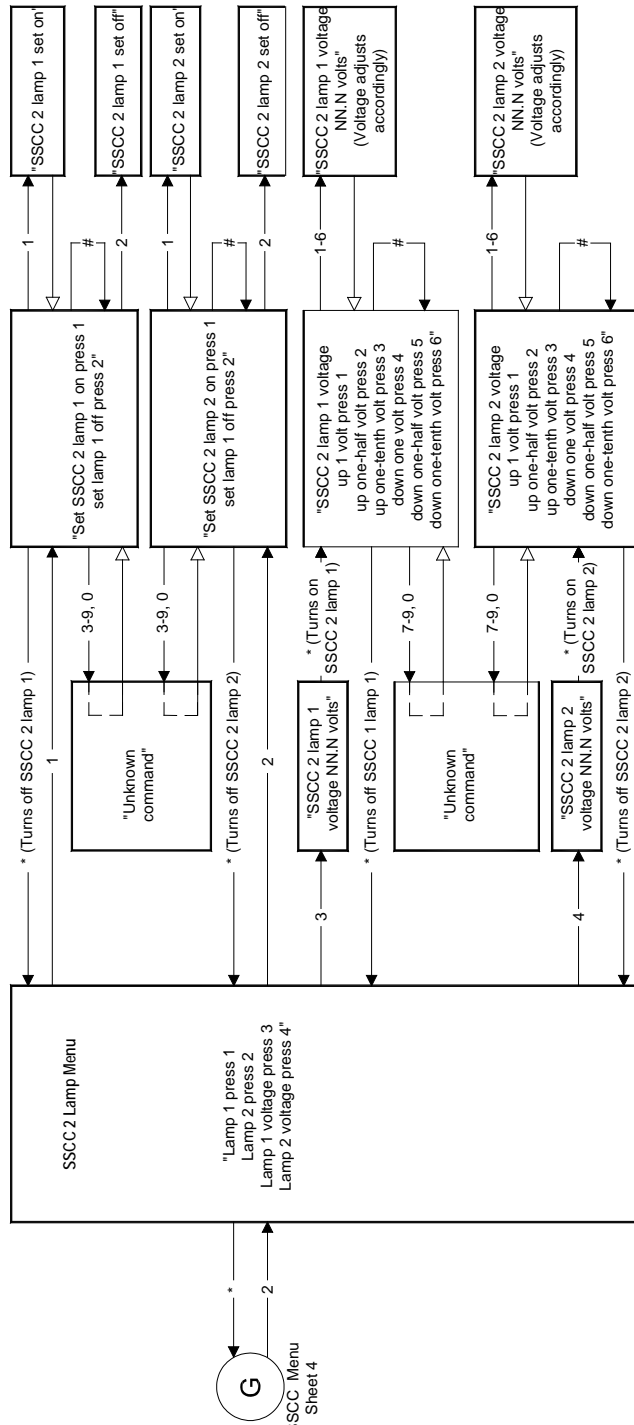 G
SSCC Menu
Sheet 4
*
2
SSCC 2 Lamp Menu
"Lamp 1 press 1
Lamp 2 press 2
Lamp 1 voltage press 3
Lamp 2 voltage press 4"
* (Turns off SSCC 2 lamp 1)
1
"Set SSCC 2 lamp 1 on press 1
set lamp 1 off press 2"
1
"SSCC 2 lamp 1 set on"
#
2
"SSCC 2 lamp 1 set off"
3-9, 0
"Unknown
command"
3-9, 0
* (Turns off SSCC 2 lamp 2)
2
"Set SSCC 2 lamp 2 on press 1
set lamp 1 off press 2"
1
"SSCC 2 lamp 2 set on"
#
2
"SSCC 2 lamp 2 set off"
3
"SSCC 2 lamp 1
voltage NN.N volts"
* (Turns on
SSCC 2 lamp 1)
* (Turns off SSCC 1 lamp 1)
"SSCC 2 lamp 1 voltage
up 1 volt press 1
up one-half volt press 2
up one-tenth volt press 3
down one volt press 4
down one-half volt press 5
down one-tenth volt press 6"
1-6
"SSCC 2 lamp 1 voltage
NN.N volts"
(Voltage adjusts
accordingly)
#
7-9, 0
"Unknown
command"
7-9, 0
4
"SSCC 2 lamp 2
voltage NN.N volts"
* (Turns on
SSCC 2 lamp 2)
* (Turns off SSCC 2 lamp 2)
"SSCC 2 lamp 2 voltage
up 1 volt press 1
up one-half volt press 2
up one-tenth volt press 3
down one volt press 4
down one-half volt press 5
down one-tenth volt press 6"
1-6
"SSCC 2 lamp 2 voltage
NN.N volts"
(Voltage adjusts
accordingly)
#